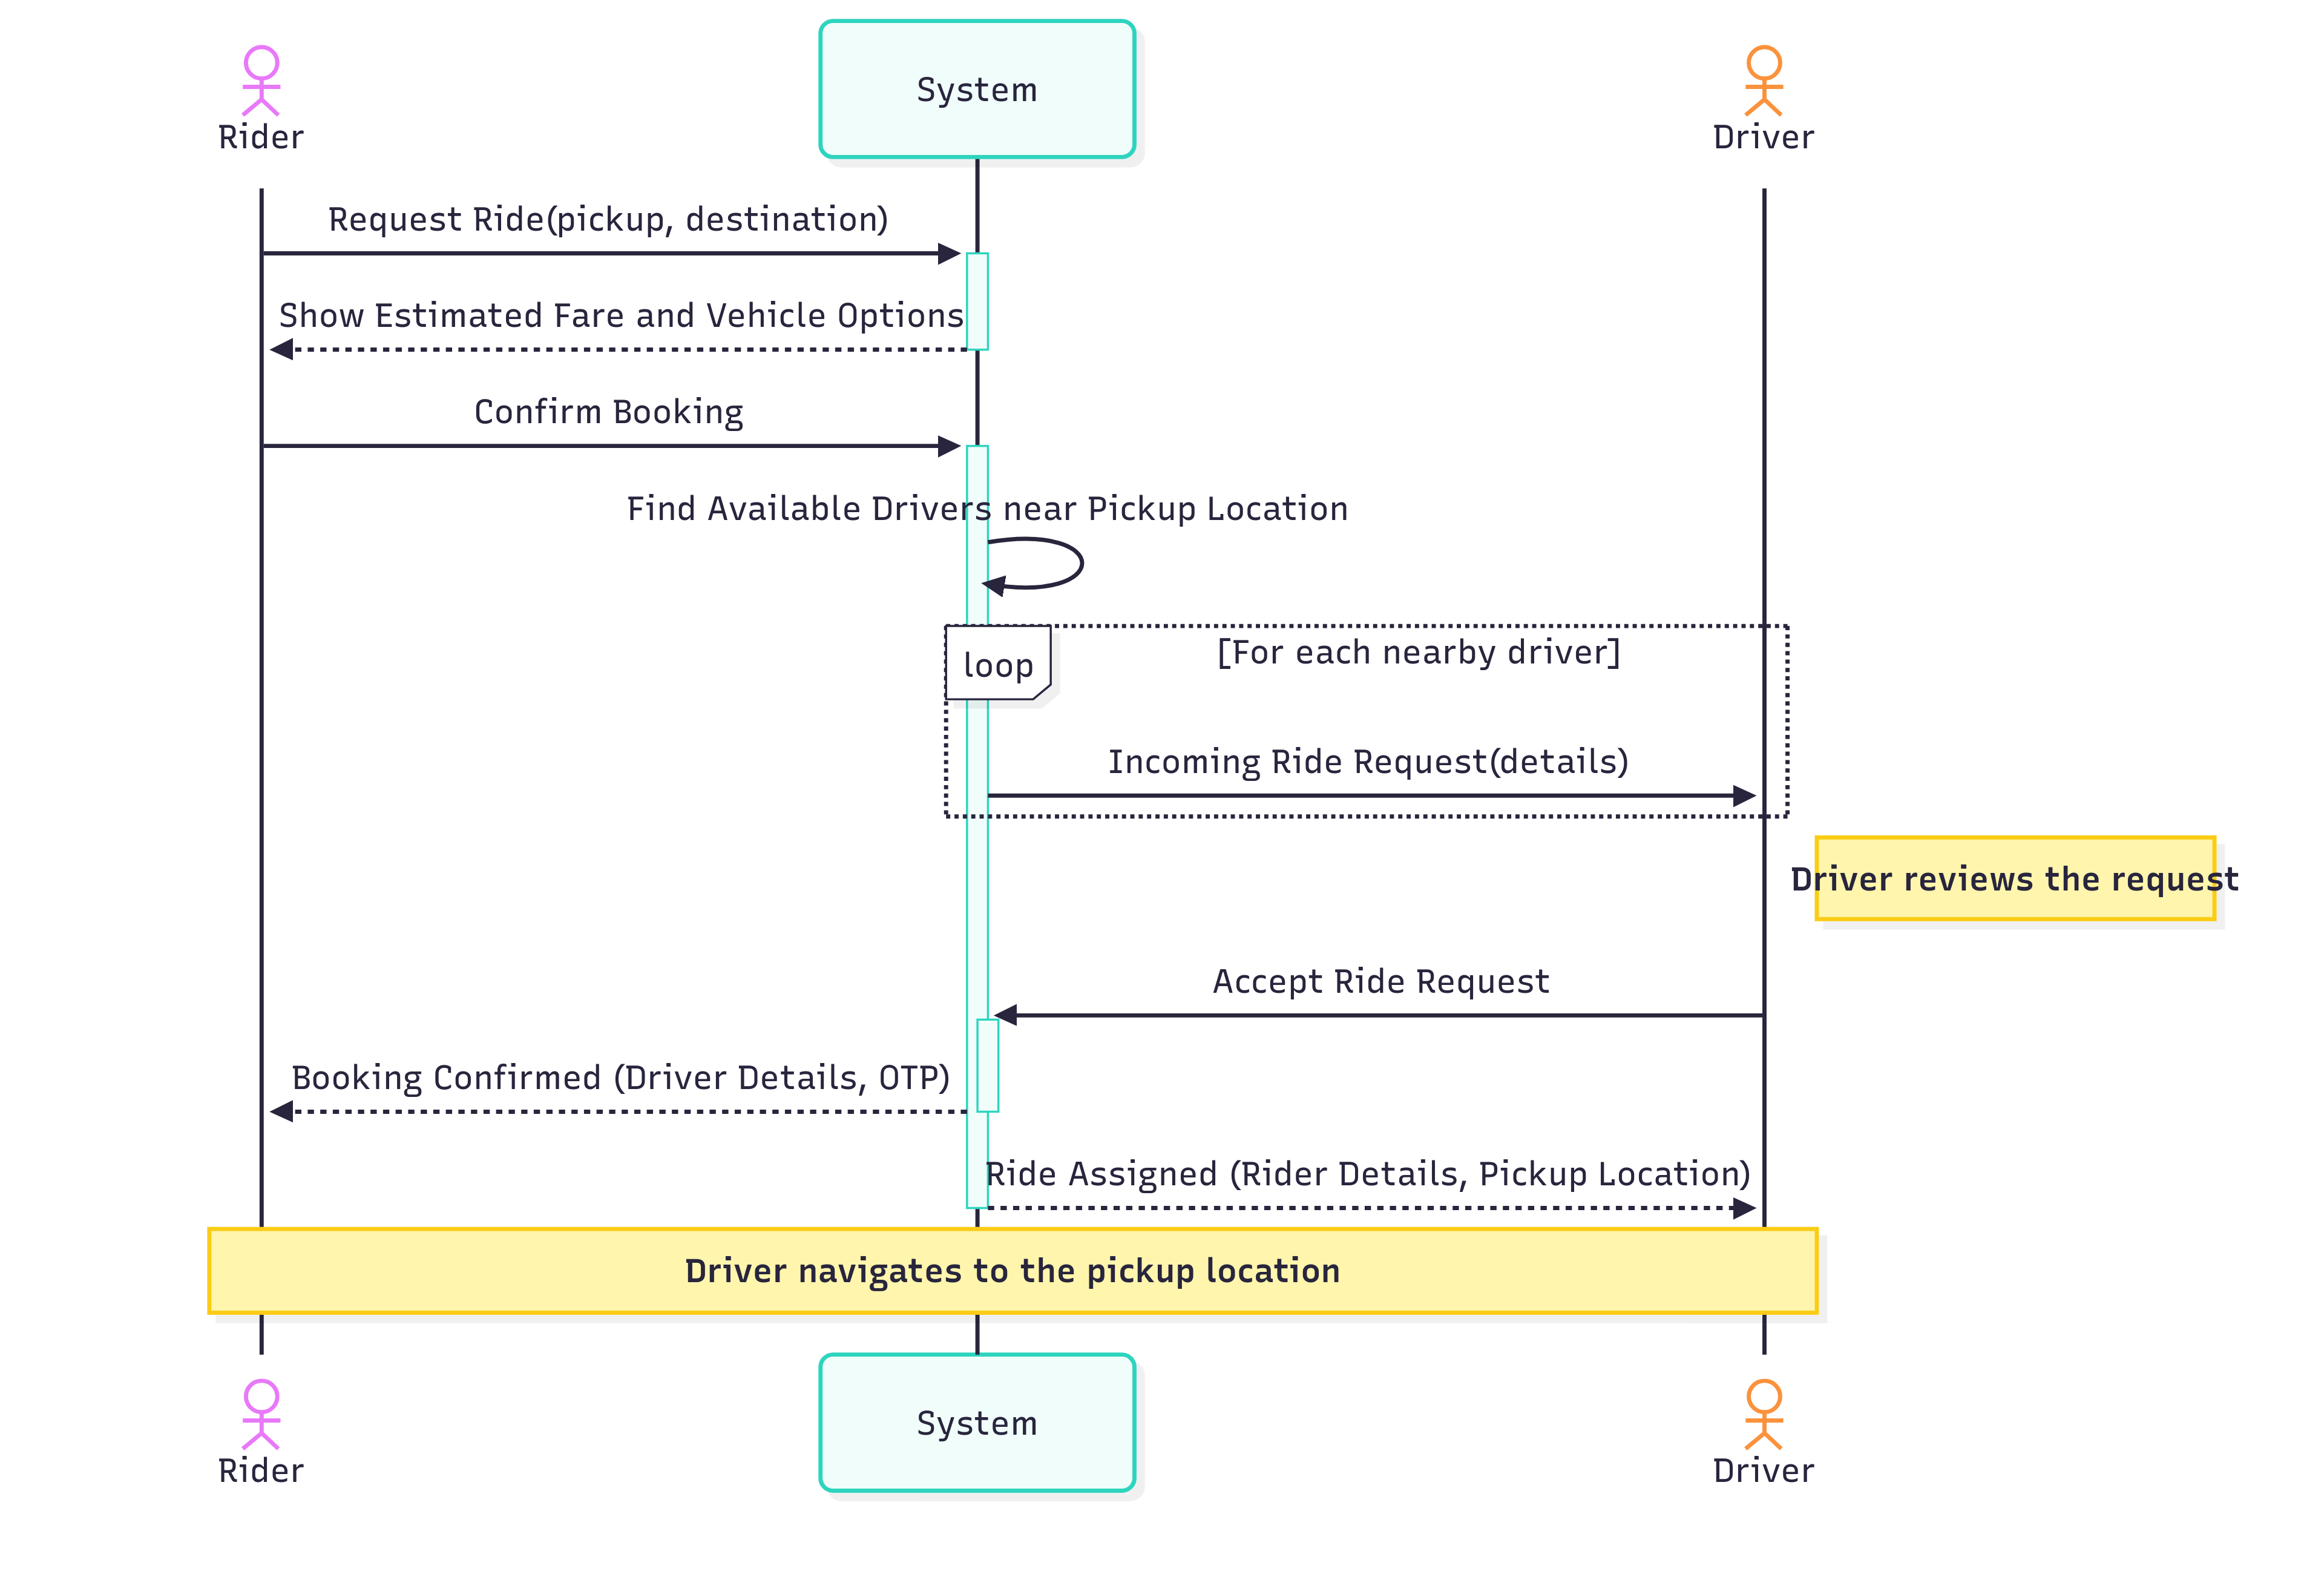 Rider
System
Driver
Request Ride(pickup, destination)
Show Estimated Fare and Vehicle Options
Confirm Booking
Find Available Drivers near Pickup Location
loop
[For each nearby driver]
Incoming Ride Request(details)
Driver reviews the request
Accept Ride Request
Booking Confirmed (Driver Details, OTP)
Ride Assigned (Rider Details, Pickup Location)
Driver navigates to the pickup location
Rider
System
Driver